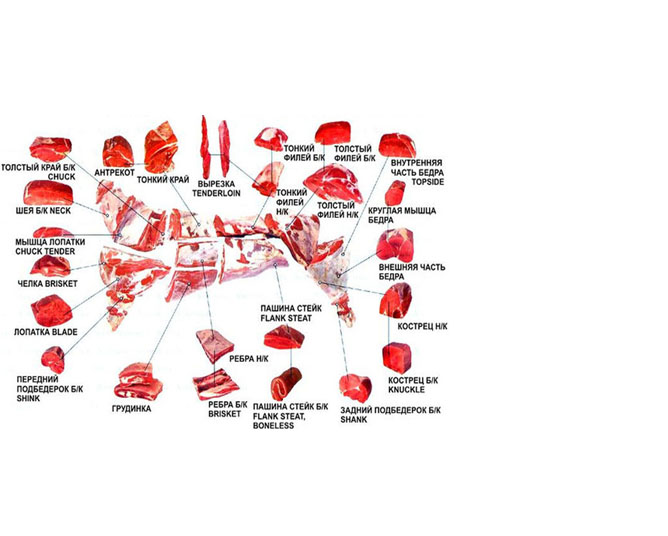 ТОЛСТЫЙ КРАЙ Б/К
CHUCK
АНТРЕКОТ
ТОНКИЙ КРАЙ
ВЫРЕЗКА
TENDERLOIN
ТОНКИЙ
ФИЛЕЙ Б/К
ТОЛСТЫЙ
ФИЛЕЙ Б/К
ВНУТРЕННЯЯ
ЧАСТЬ БЕДРА
TOPSIDE
ШЕЯ Б/К NECK
ТОНКИЙ
ФИЛЕЙ
Н/К
ТОЛСТЫЙ
ФИЛЕЙ Н/К
КРУГЛАЯ МЫШЦА
БЕДРА
МЫШЦА ЛОПАТКИ
CHUCK TENDER
ВНЕШНЯЯ ЧАСТЬ
БЕДРА
ЧЕЛКА BRISKET
ЛОПАТКА BLADE
ПАШИНА СТЕЙК
FLANK STEAT
КОСТРЕЦ Н/К
РЕБРА Н/К
ПЕРЕДНИЙ
ПОДБЕДЕРОК Б/К
SHINK
ГРУДИНКА
РЕБРА Б/К
BRISKET
ПАШИНА СТЕЙК Б/К
FLANK STEAT,
BONELESS
КОСТРЕЦ Б/К
KNUCKLE
ЗАДНИЙ ПОДБЕДЕРОК Б/К
SHANK